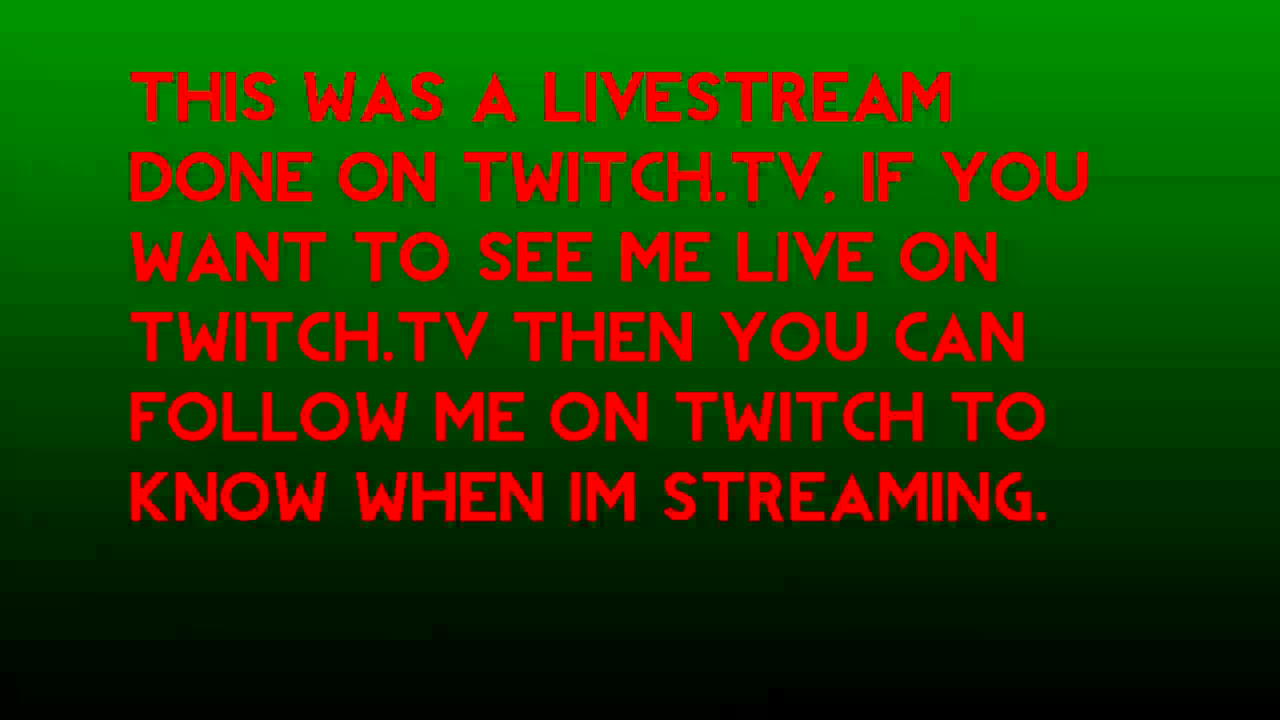 THIS WAS A LIVESTREAM
DONE ON TWITCH.TV, IF YOU
WANT TO SEE ME LIVE ON
TWITCH.TV THEN YOU CAN
FOLLOW ME ON TWITCH TO
KNOW WHEN IM STREAMING.